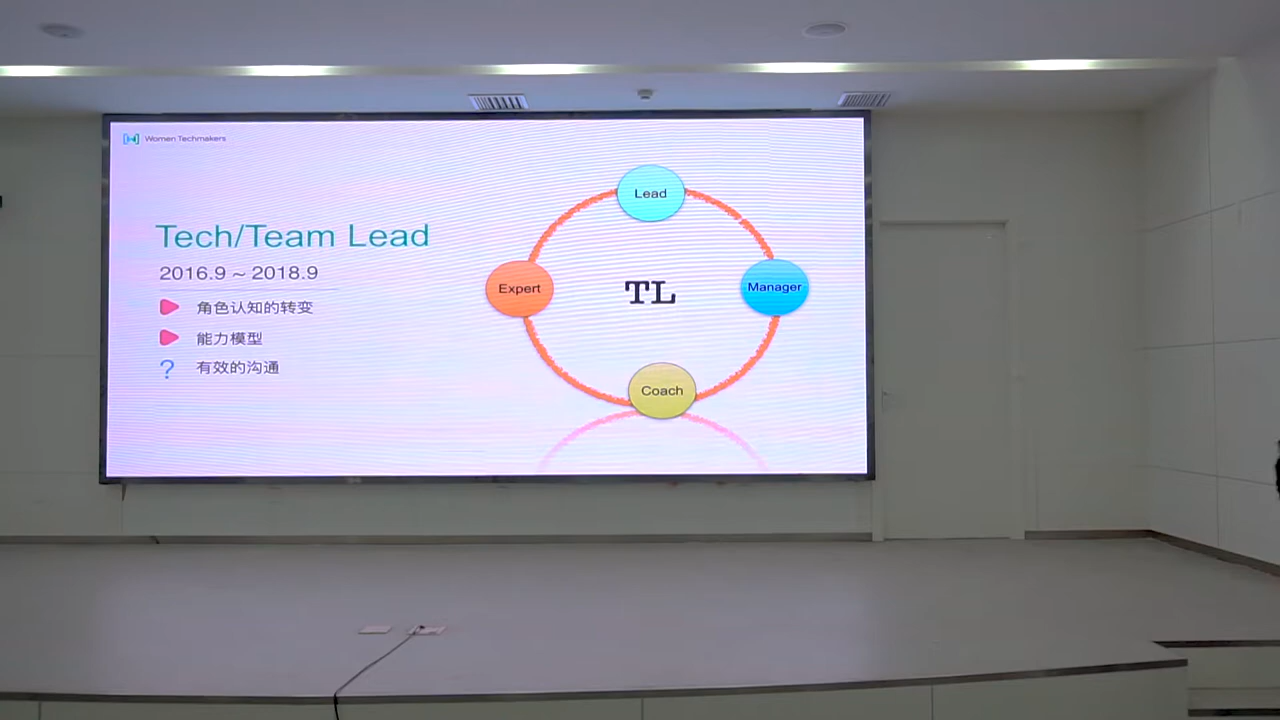 Women Techmakers
Tech/Team Lead
2016.9 ~ 2018.9
角色认知的转变
能力模型
? 有效的沟通
Lead
Expert
TL
Manager
Coach